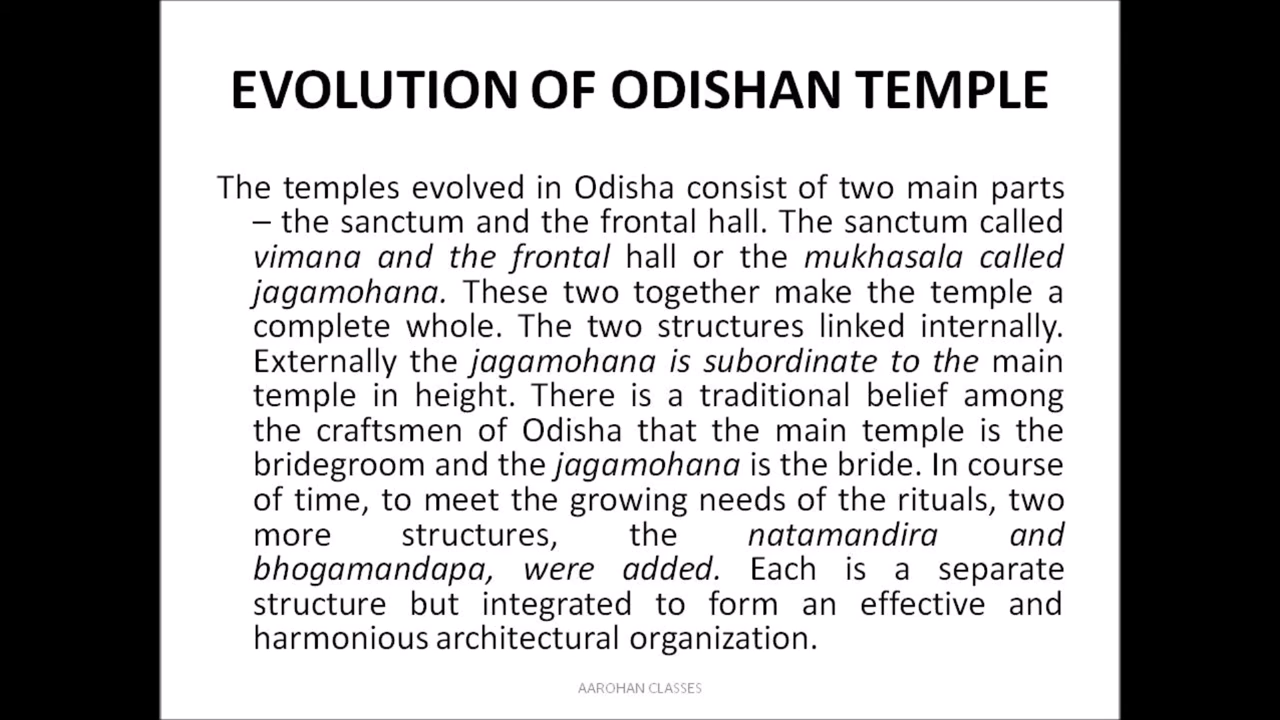 EVOLUTION OF ODISHAN TEMPLE
The temples evolved in Odisha consist of two main parts
– the sanctum and the frontal hall. The sanctum called
vimana and the frontal hall or the mukhasala called
jagamohana. These two together make the temple a
complete whole. The two structures linked internally.
Externally the jagamohana is subordinate to the main
temple in height. There is a traditional belief among
the craftsmen of Odisha that the main temple is the
bridegroom and the jagamohana is the bride. In course
of time, to meet the growing needs of the rituals, two
more structures, the natamandira and
bhogamandapa, were added. Each is a separate
structure but integrated to form an effective and
harmonious architectural organization.
AAROHAN CLASSES